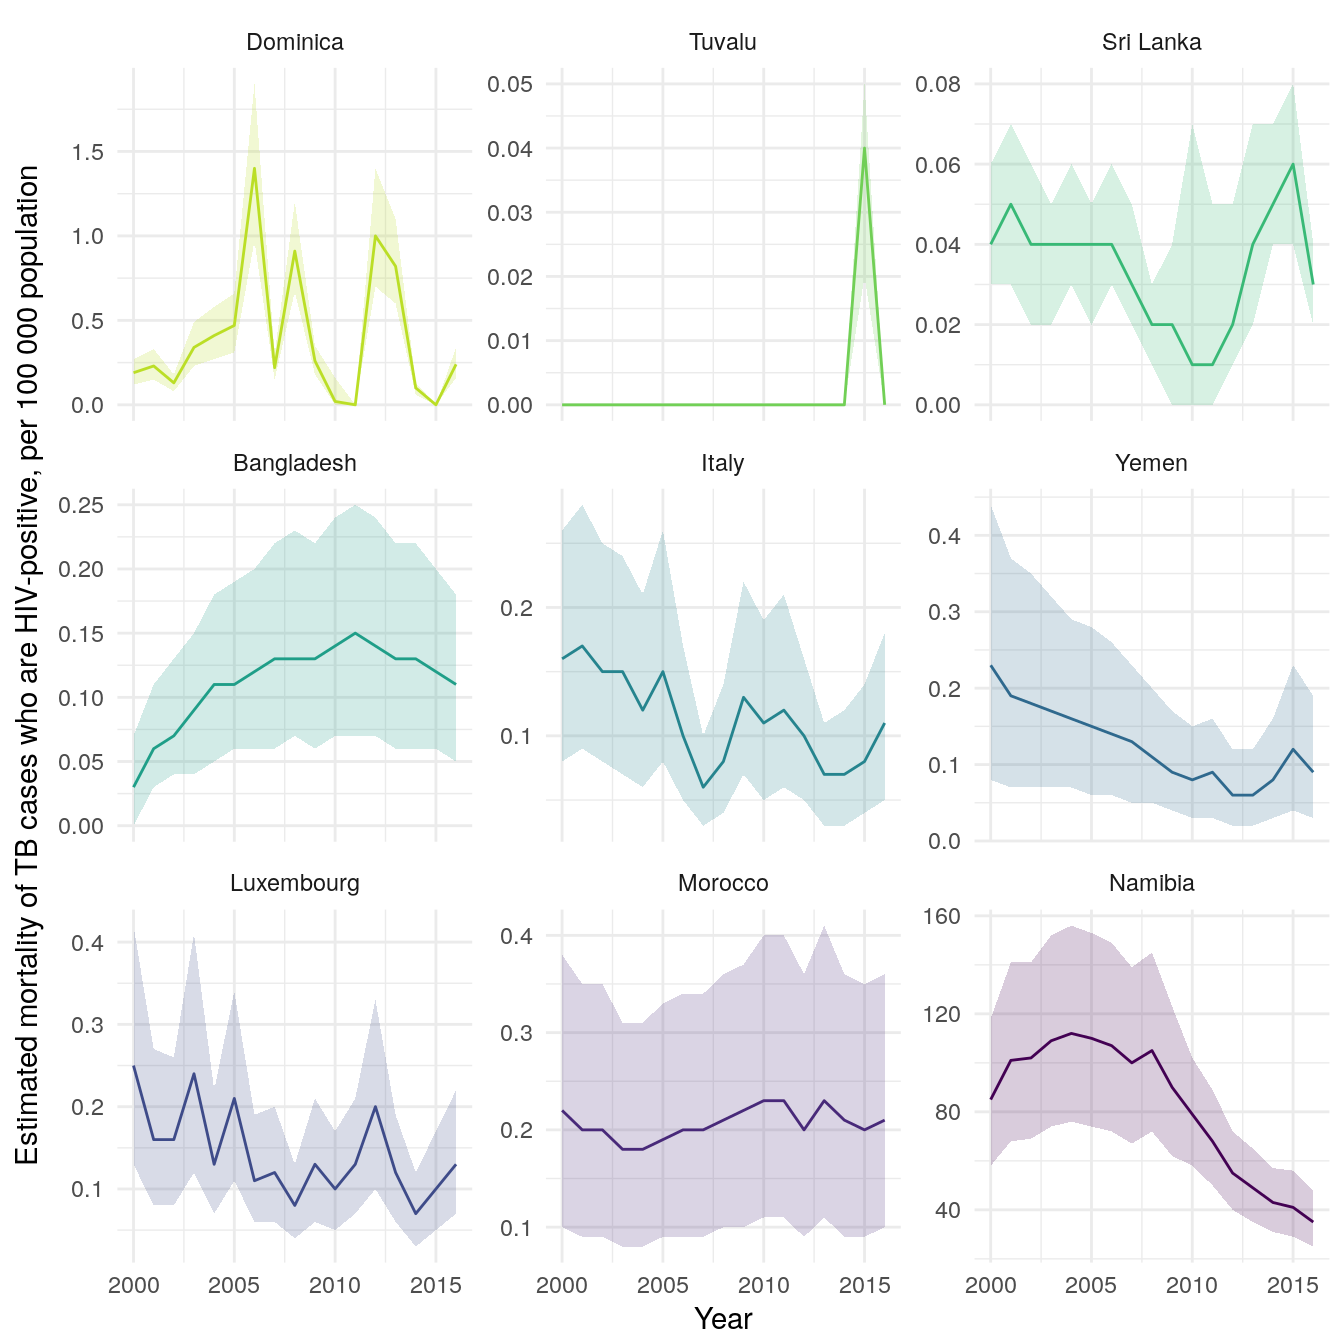 Estimated mortality of TB cases who are HIV-positive, per 100 000 population
Dominica
1.5
1.0
0.5
0.0
Tuvalu
0.05
0.04
0.03
0.02
0.01
0.00
Sri Lanka
0.08
0.06
0.04
0.02
0.00
Bangladesh
0.25
0.20
0.15
0.10
0.05
0.00
Italy
0.2
0.1
Yemen
0.4
0.3
0.2
0.1
0.0
Luxembourg
0.4
0.3
0.2
0.1
2000 2005 2010 2015
Morocco
0.4
0.3
0.2
0.1
2000 2005 2010 2015
Namibia
160
120
80
40
2000 2005 2010 2015
Year